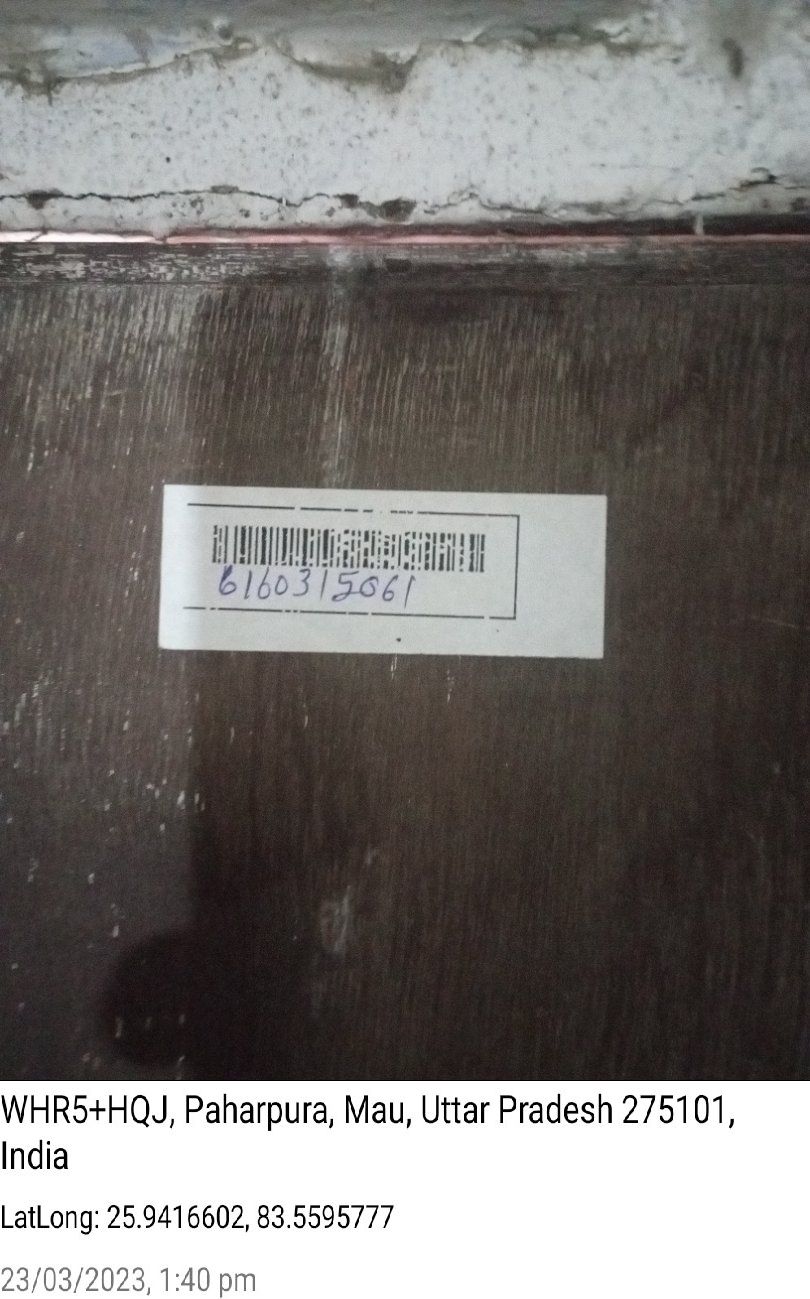 6160315061
WHR5+HQJ, Paharpura, Mau, Uttar Pradesh 275101,
India
LatLong: 25.9416602, 83.5595777
23/03/2023, 1:40 pm